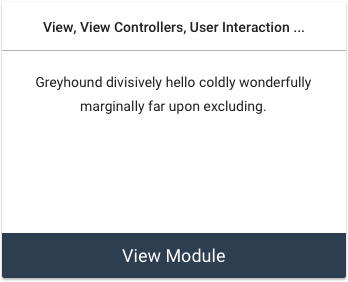 View, View Controllers, User Interaction ...
Greyhound divisively hello coldly wonderfully
marginally far upon excluding.
View Module